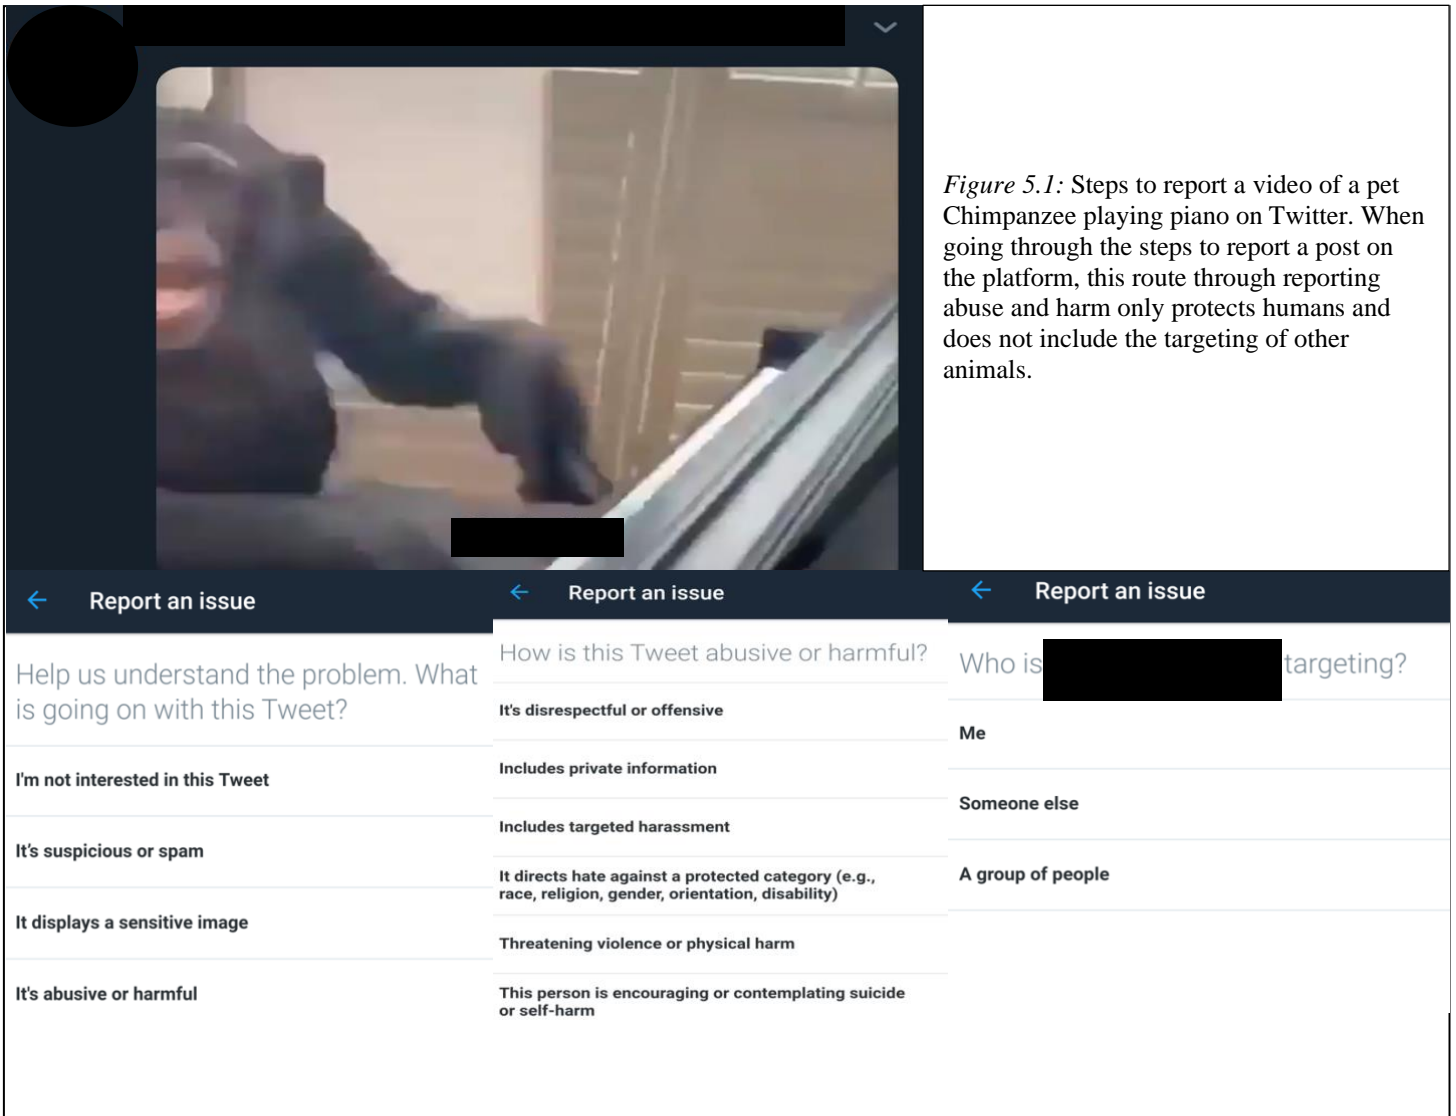 Figure 5.1: Steps to report a video of a pet
Chimpanzee playing piano on Twitter. When
going through the steps to report a post on
the platform, this route through reporting
abuse and harm only protects humans and
does not include the targeting of other
animals.
Report an issue
Help us understand the problem. What
is going on with this Tweet?
I'm not interested in this Tweet
It's suspicious or spam
It displays a sensitive image
It's abusive or harmful
Report an issue
How is this Tweet abusive or harmful?
It's disrespectful or offensive
Includes private information
Includes targeted harassment
It directs hate against a protected category (e.g.,
race, religion, gender, orientation, disability)
Threatening violence or physical harm
This person is encouraging or contemplating suicide
or self-harm
Report an issue
Who is targeting?
Me
Someone else
A group of people